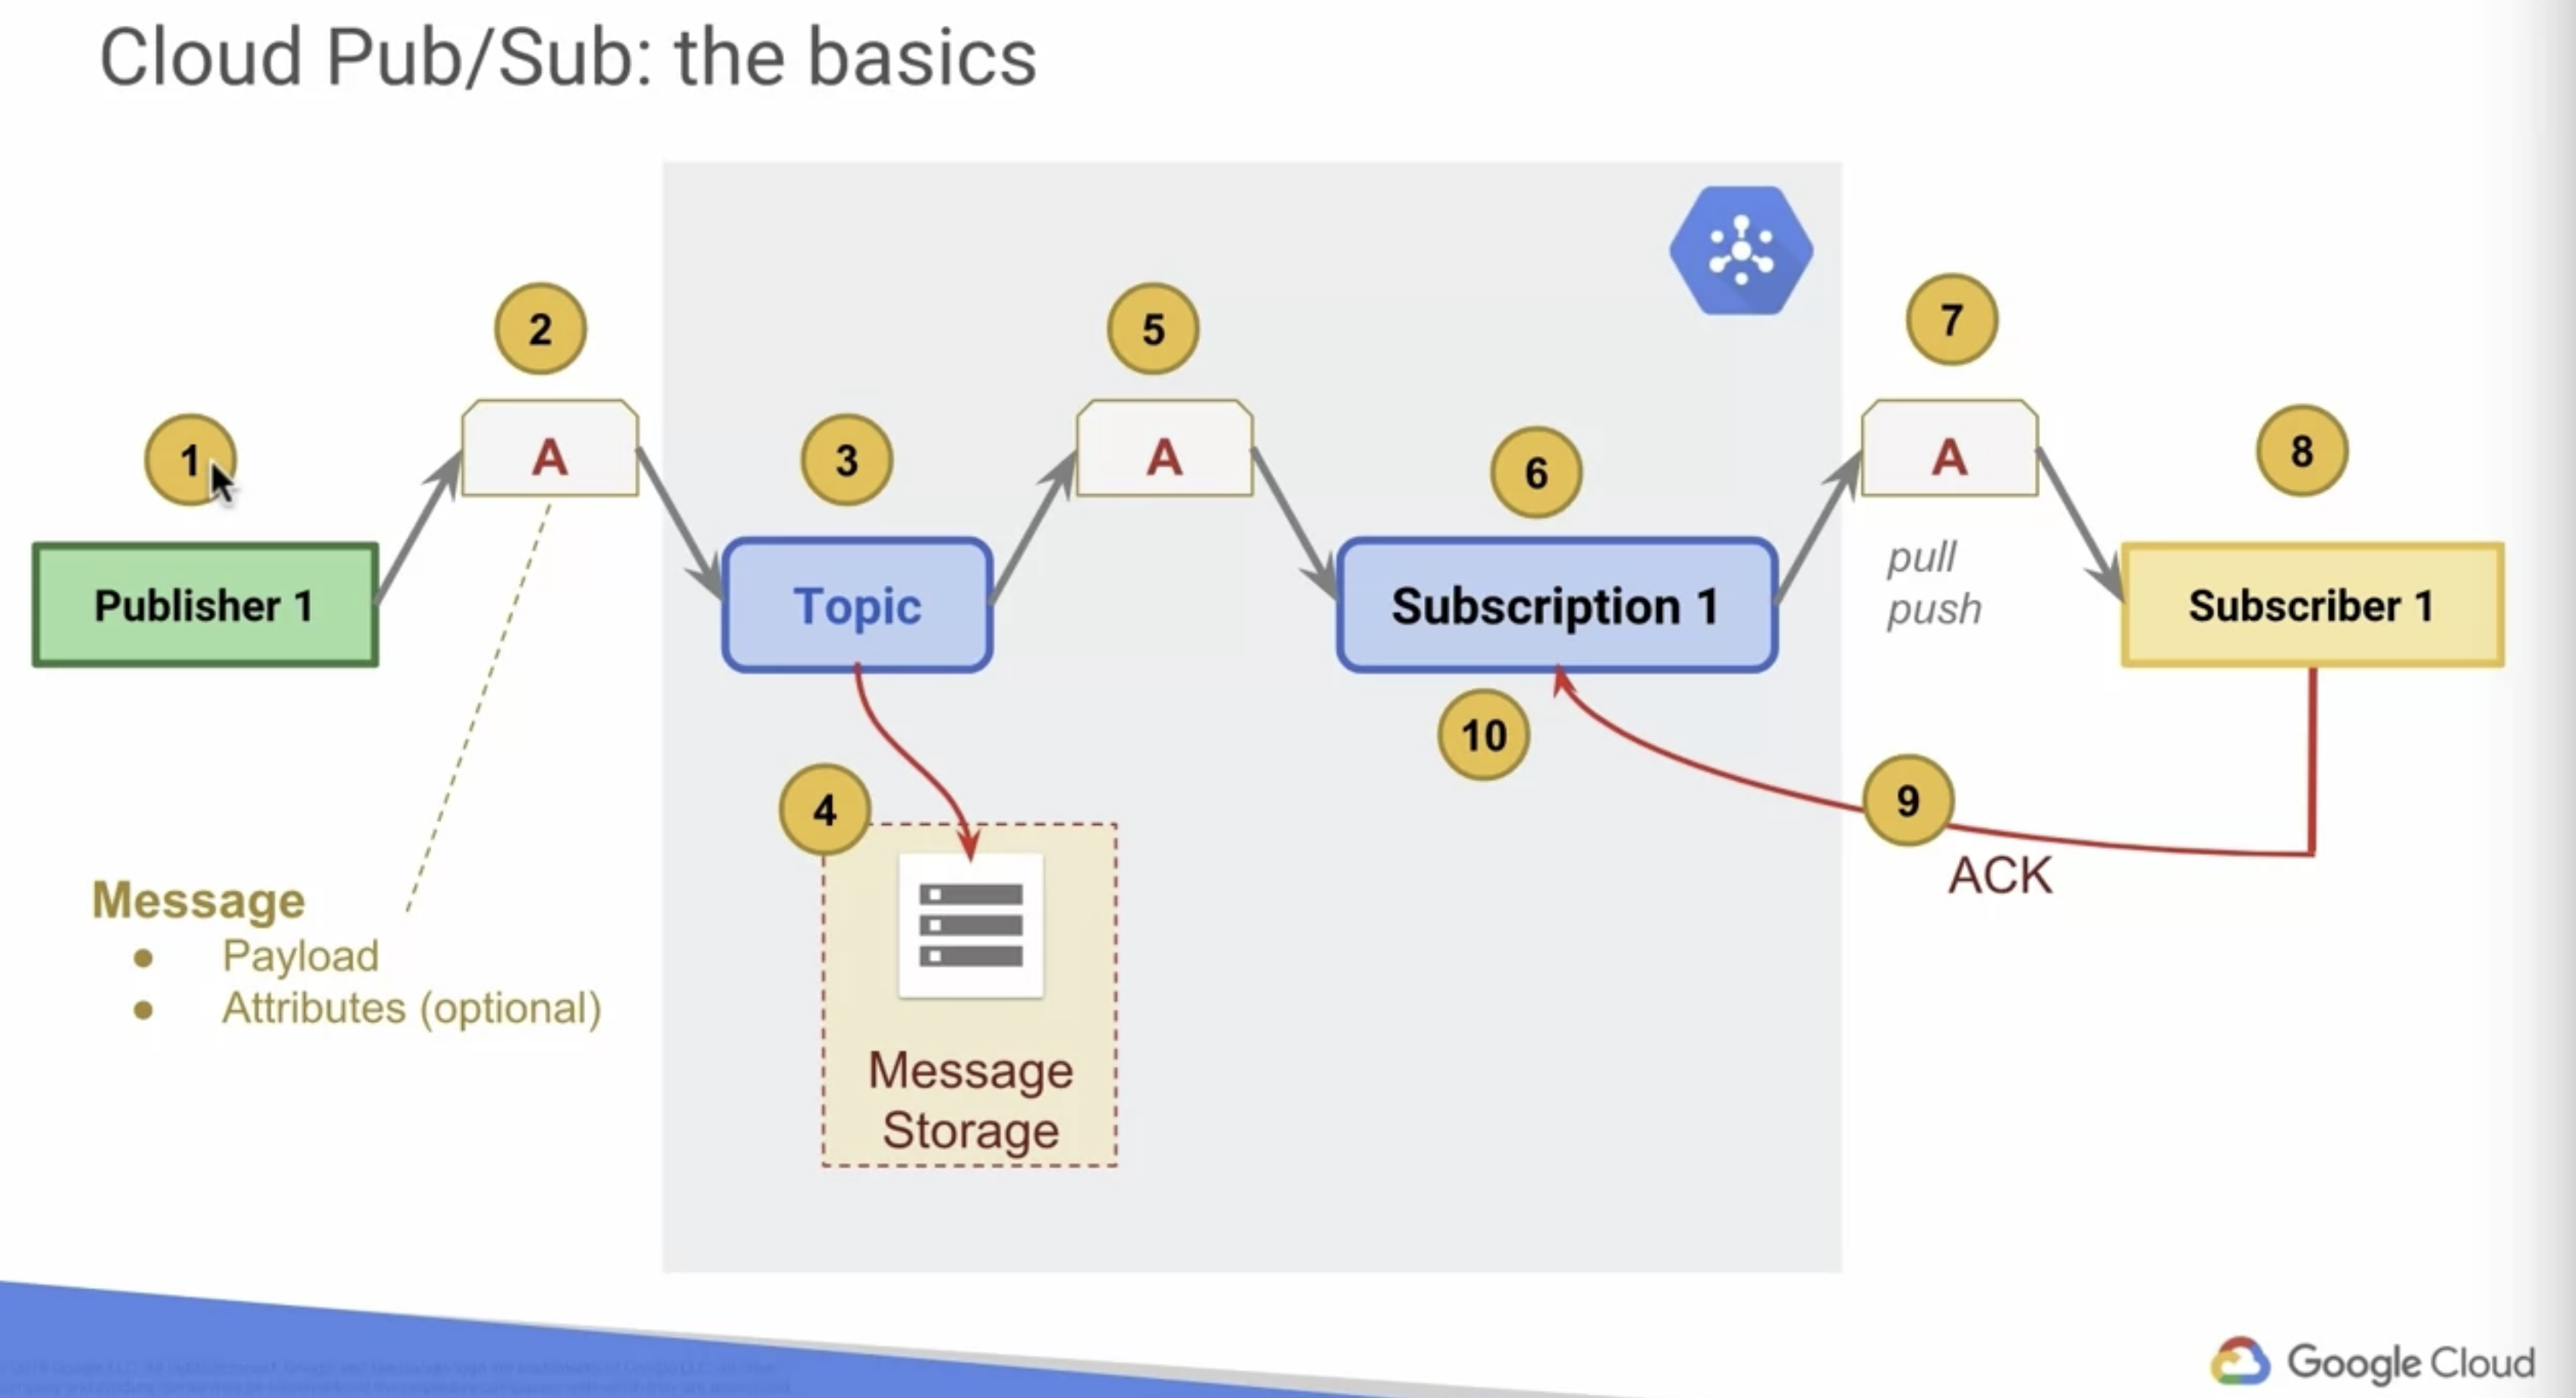 Cloud Pub/Sub: the basics
1
2
3
4
5
6
7
8
9
10
Publisher 1
A
Topic
A
Subscription 1
A
pull
push
Subscriber 1
ACK
Message
Storage
Message
● Payload
● Attributes (optional)
Google Cloud